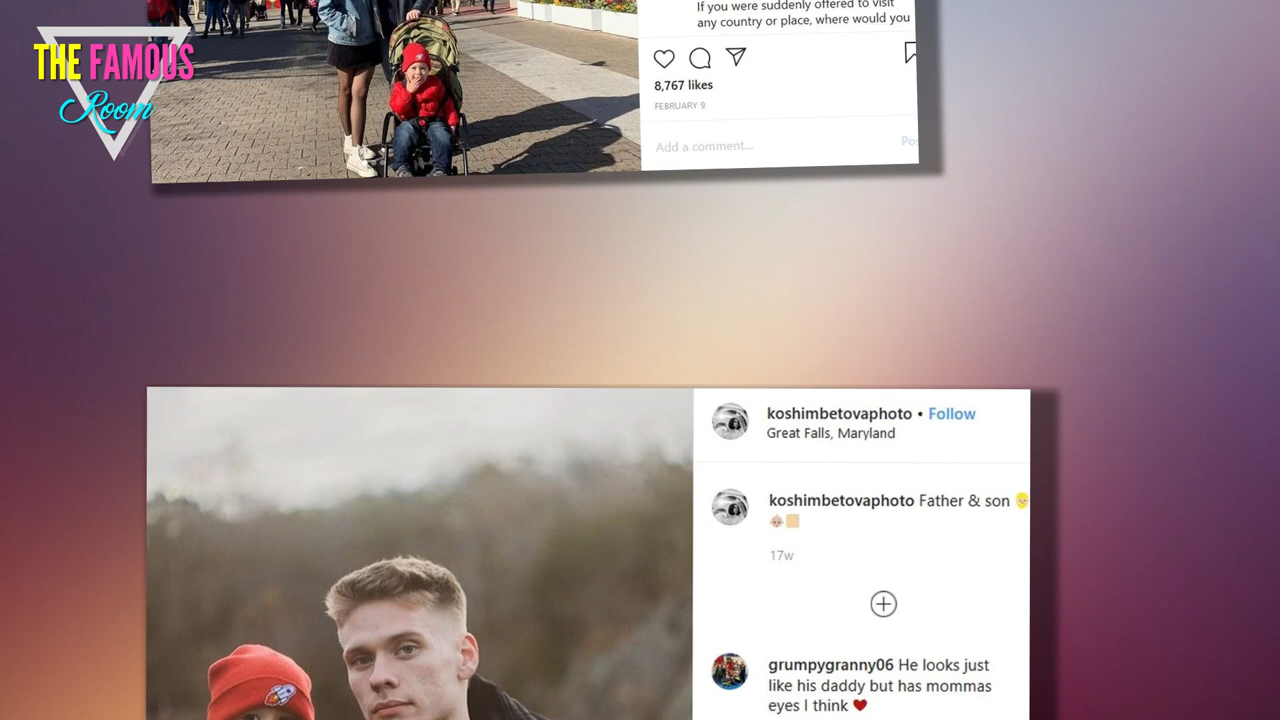 THE FAMOUS
Room
If you were suddenly offered to visit
any country or place, where would you
8,767 likes
FEBRUARY 9
Add a comment...
koshimbetovaphoto • Follow
Great Falls, Maryland
koshimbetovaphoto Father & son
17w
grumpygranny06 He looks just
like his daddy but has mommas
eyes I think ❤